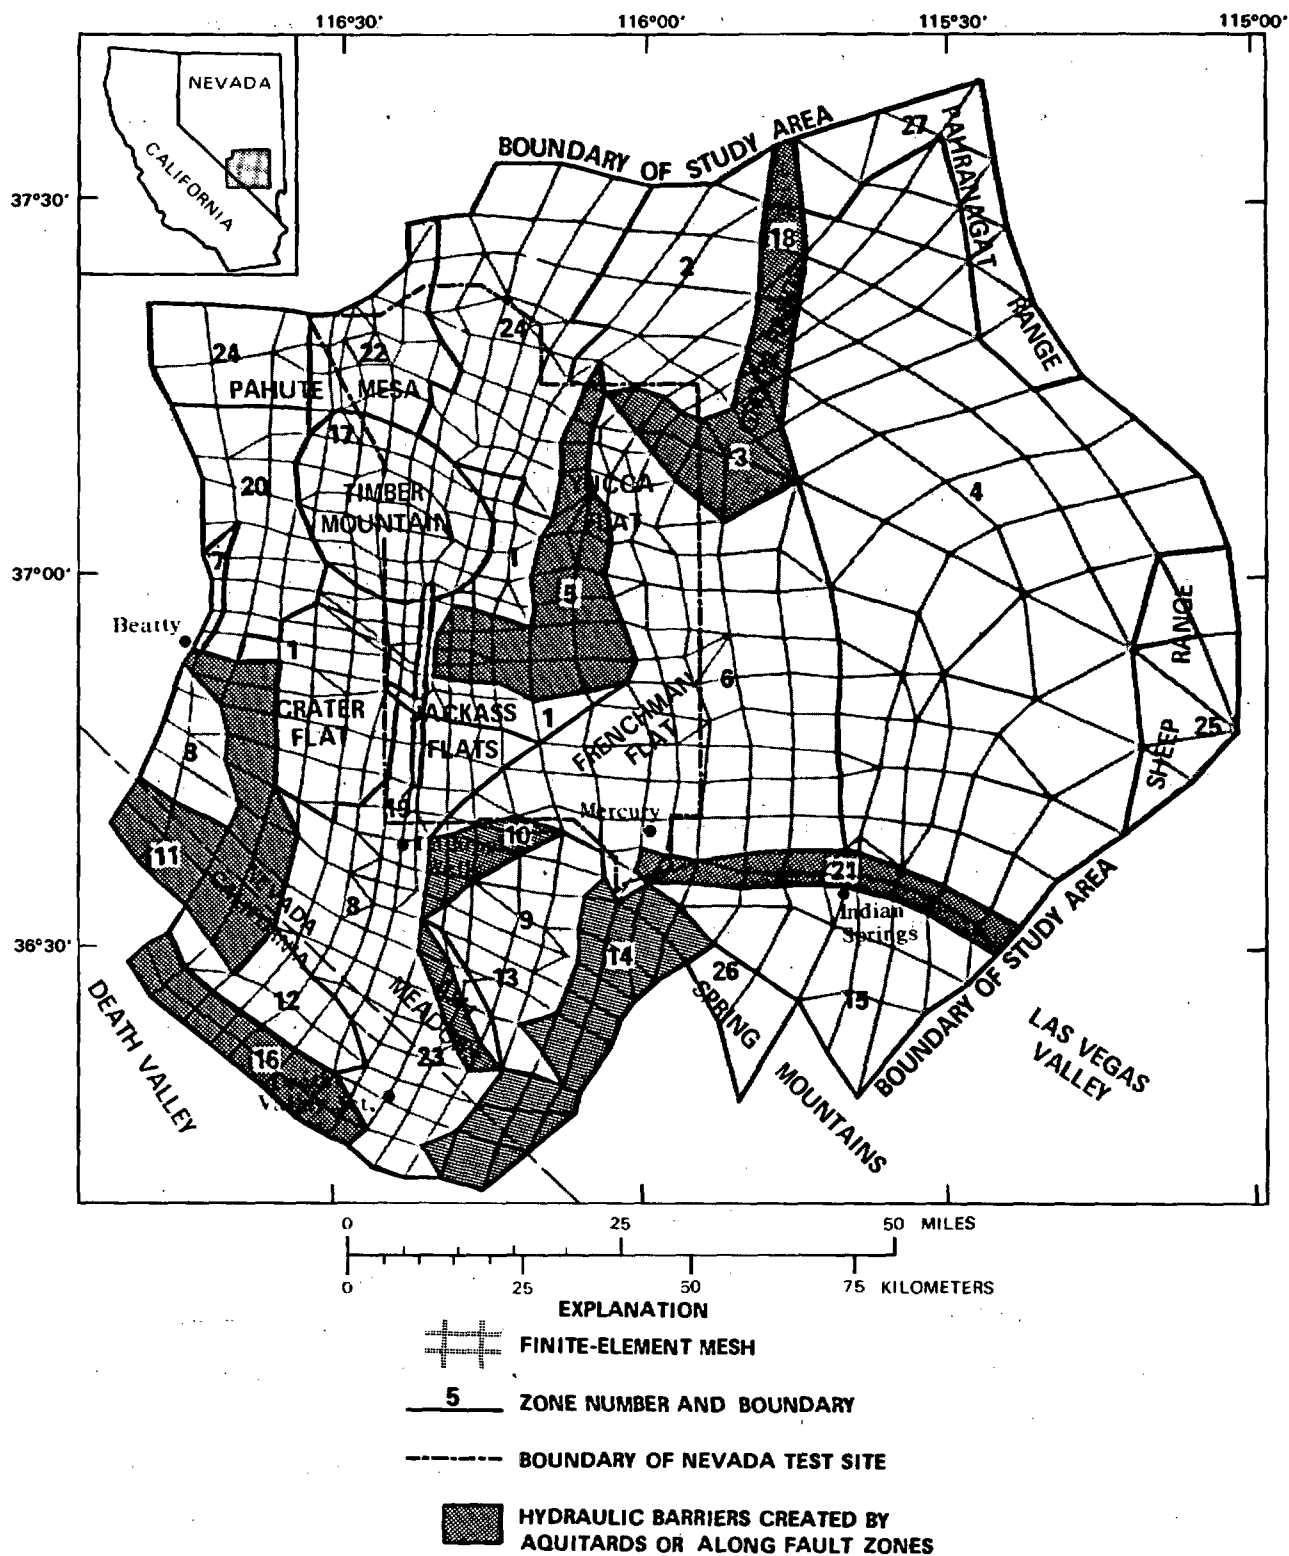 116°30'
116°00'
115°30'
115°00'
NEVADA
CALIFORNIA
37°30'
37°00'
36°30'
BOUNDARY OF STUDY AREA
27
PAHRANAGAT
RANGE
18
2
24
24
22
PAHUTE MESA
17
3
20
TIMBER
MOUNTAIN
YUCCA
FLAT
4
1
7
5
Beatty
1
6
RANGE
SHEEP
25
CRATER
FLAT
JACKASS
FLATS
1
FRENCHMAN
FLAT
8
19
Mercury
10
11
21
NEVADA
CALIFORNIA
8
9
Indian
Springs
14
13
26
15
SPRING
MOUNTAINS
BOUNDARY OF STUDY AREA
LAS VEGAS
VALLEY
12
MEADOWS
23
16
DEATH VALLEY
0 25 50 MILES
0 25 50 75 KILOMETERS
EXPLANATION
FINITE-ELEMENT MESH
5 ZONE NUMBER AND BOUNDARY
BOUNDARY OF NEVADA TEST SITE
HYDRAULIC BARRIERS CREATED BY
AQUITARDS OR ALONG FAULT ZONES